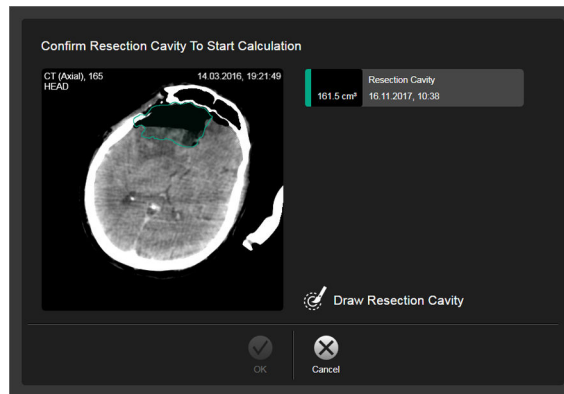 Confirm Resection Cavity To Start Calculation
CT (Axial), 165 14.03.2016, 19:21:49
HEAD
Resection Cavity
161.5 cm³ 16.11.2017, 10:38
Draw Resection Cavity
OK Cancel